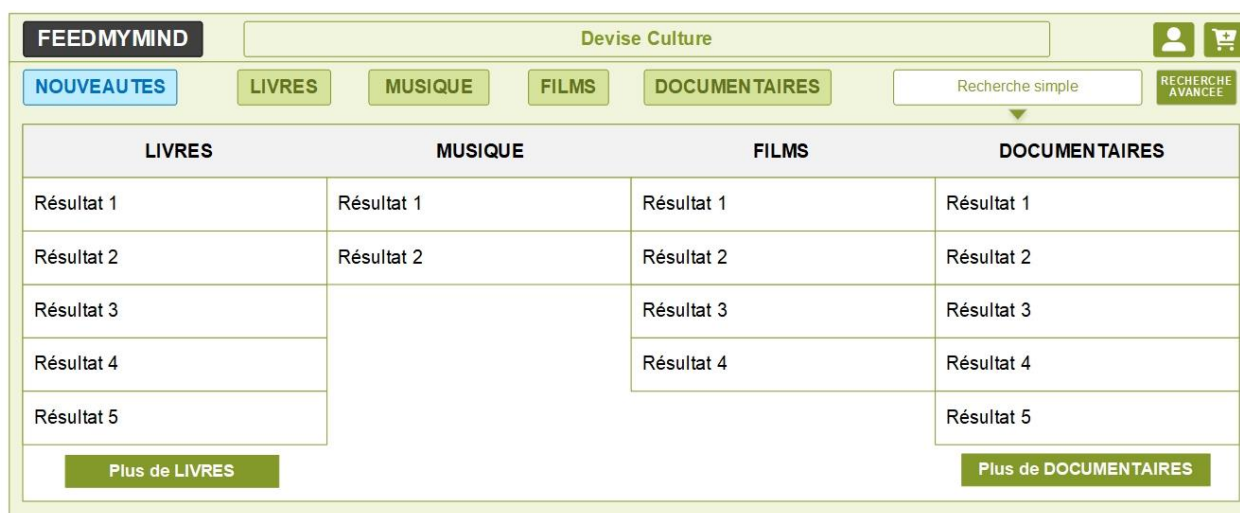 FEEDMYMIND Devise Culture
NOUVEAUTES LIVRES MUSIQUE FILMS DOCUMENTAIRES Recherche simple RECHERCHE
AVANCEE
LIVRES MUSIQUE FILMS DOCUMENTAIRES
Résultat 1 Résultat 1 Résultat 1 Résultat 1
Résultat 2 Résultat 2 Résultat 2 Résultat 2
Résultat 3 Résultat 3 Résultat 3
Résultat 4 Résultat 4 Résultat 4
Résultat 5 Résultat 5
Plus de LIVRES Plus de DOCUMENTAIRES